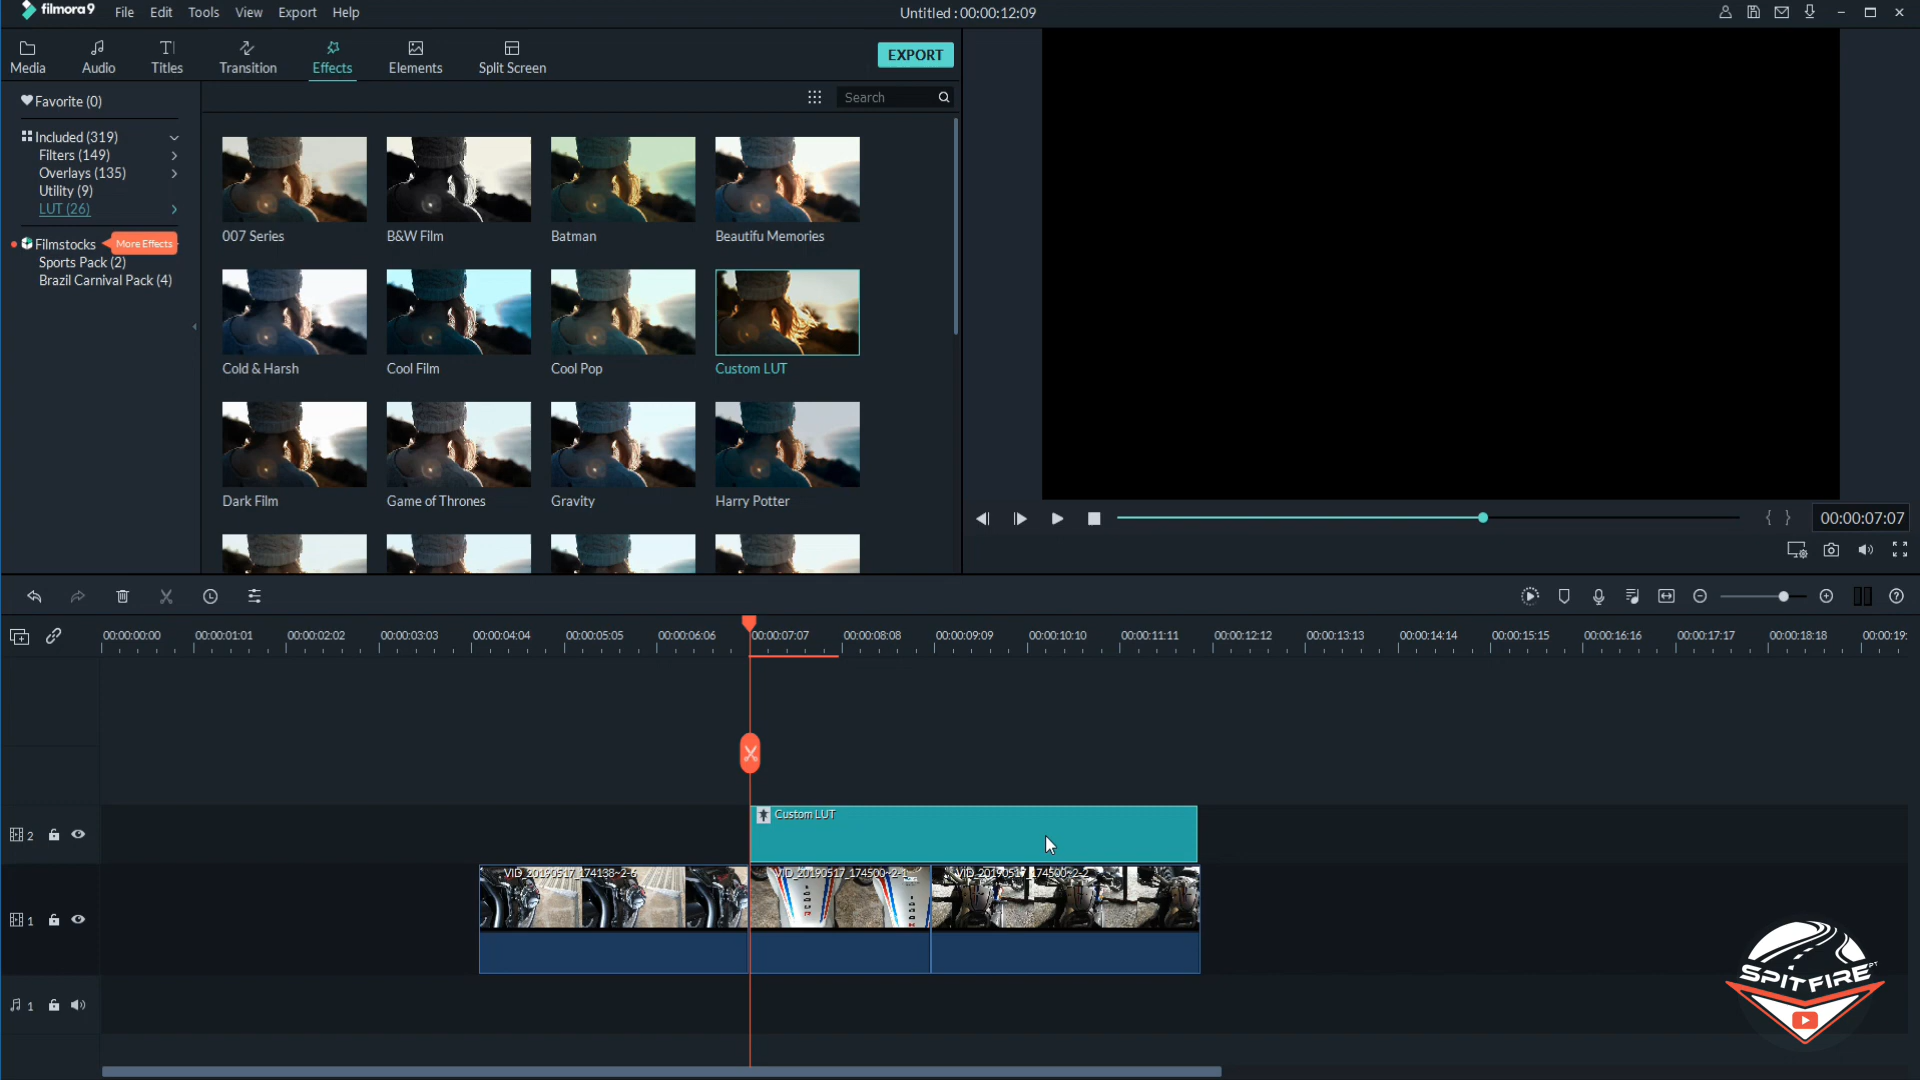 filmora9 File Edit Tools View Export Help Untitled : 00:00:12:09
Media Audio Titles Transition Effects Elements Split Screen EXPORT
Favorite (0)
Search
Included (319)
Filters (149)
Overlays (135)
Utility (9)
LUT (26)
Filmstocks More Effects
Sports Pack (2)
Brazil Carnival Pack (4)
007 Series B&W Film Batman Beautifu Memories
Cold & Harsh Cool Film Cool Pop Custom LUT
Dark Film Game of Thrones Gravity Harry Potter
{ } 00:00:07:07
00:00:00:00 00:00:01:01 00:00:02:02 00:00:03:03 00:00:04:04 00:00:05:05 00:00:06:06 00:00:07:07 00:00:08:08 00:00:09:09 00:00:10:10 00:00:11:11 00:00:12:12 00:00:13:13 00:00:14:14 00:00:15:15 00:00:16:16 00:00:17:17 00:00:18:18 00:00:19:
Custom LUT
2
VID_20190517_174138~2-6 VID_20190517_174500~2-1 VID_20190517_174500~2-2
1
SPITFIRE PT
1